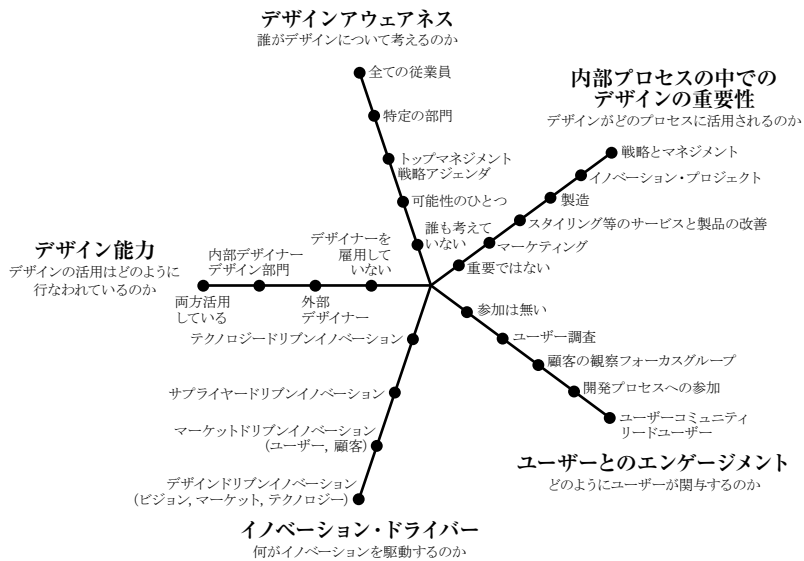 デザインアウェアネス
誰がデザインについて考えるのか
全ての従業員
特定の部門
トップマネジメント
戦略アジェンダ
可能性のひとつ
誰も考えて
いない
内部プロセスの中での
デザインの重要性
デザインがどのプロセスに活用されるのか
戦略とマネジメント
イノベーション・プロジェクト
製造
スタイリング等のサービスと製品の改善
マーケティング
重要ではない
デザイン能力
デザインの活用はどのように
行なわれているのか
デザイナーを
雇用して
いない
内部デザイナー
デザイン部門
両方活用
している
外部
デザイナー
参加は無い
ユーザー調査
顧客の観察フォーカスグループ
開発プロセスへの参加
ユーザーコミュニティ
リードユーザー
ユーザーとのエンゲージメント
どのようにユーザーが関与するのか
テクノロジードリブンイノベーション
サプライヤードリブンイノベーション
マーケットドリブンイノベーション
(ユーザー, 顧客)
デザインドリブンイノベーション
(ビジョン, マーケット, テクノロジー)
イノベーション・ドライバー
何がイノベーションを駆動するのか